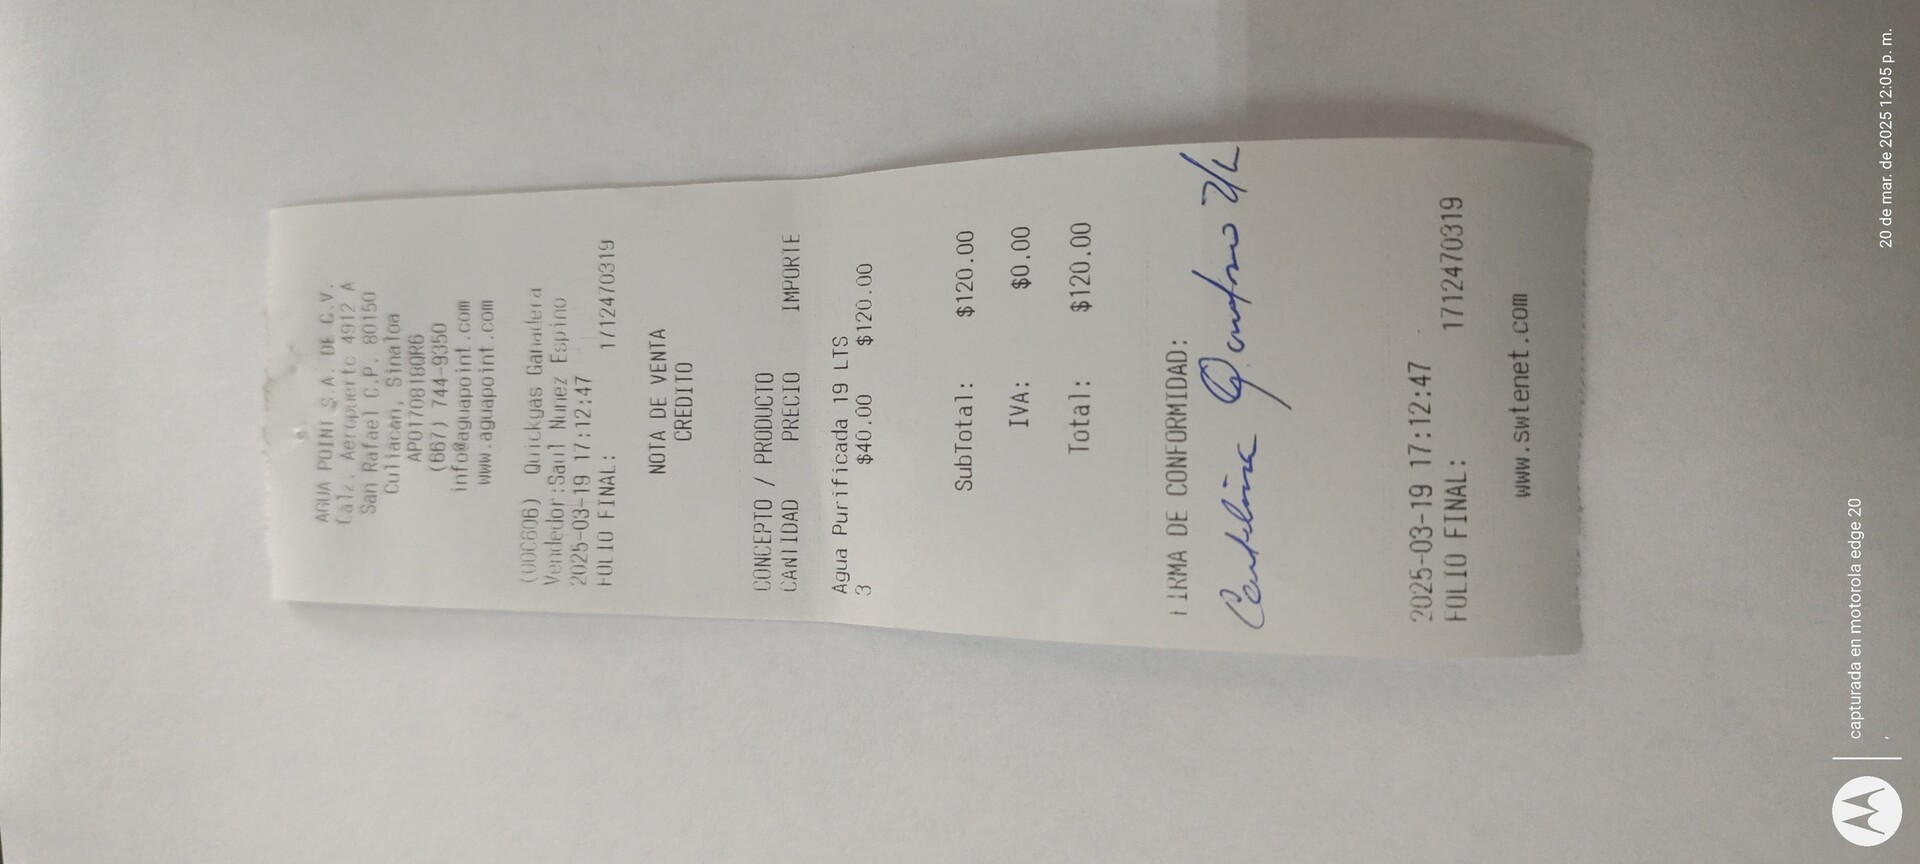 AGUA POINT S.A. DE C.V.
Calz. Aeropuerto 4912 A
San Rafael C.P. 80150
Culiacan, Sinaloa
APO170818QR6
(667) 744-9350
info@aguapoint.com
www.aguapoint.com
(UOC606) Quickgas Ganadera
Vendedor:Saul Nunez Espino
2025-03-19 17:12:47
FOLIO FINAL: 1712470319
NOTA DE VENTA
CREDITO
CONCEPTO / PRODUCTO
CANTIDAD PRECIO IMPORTE
Agua Purificada 19 LTS
3 $40.00 $120.00
SubTotal: $120.00
IVA: $0.00
Total: $120.00
FIRMA DE CONFORMIDAD:
2025-03-19 17:12:47
FOLIO FINAL: 1712470319
www.swtenet.com
capturada en motorola edge 20
20 de mar. de 2025 12:05 p. m.